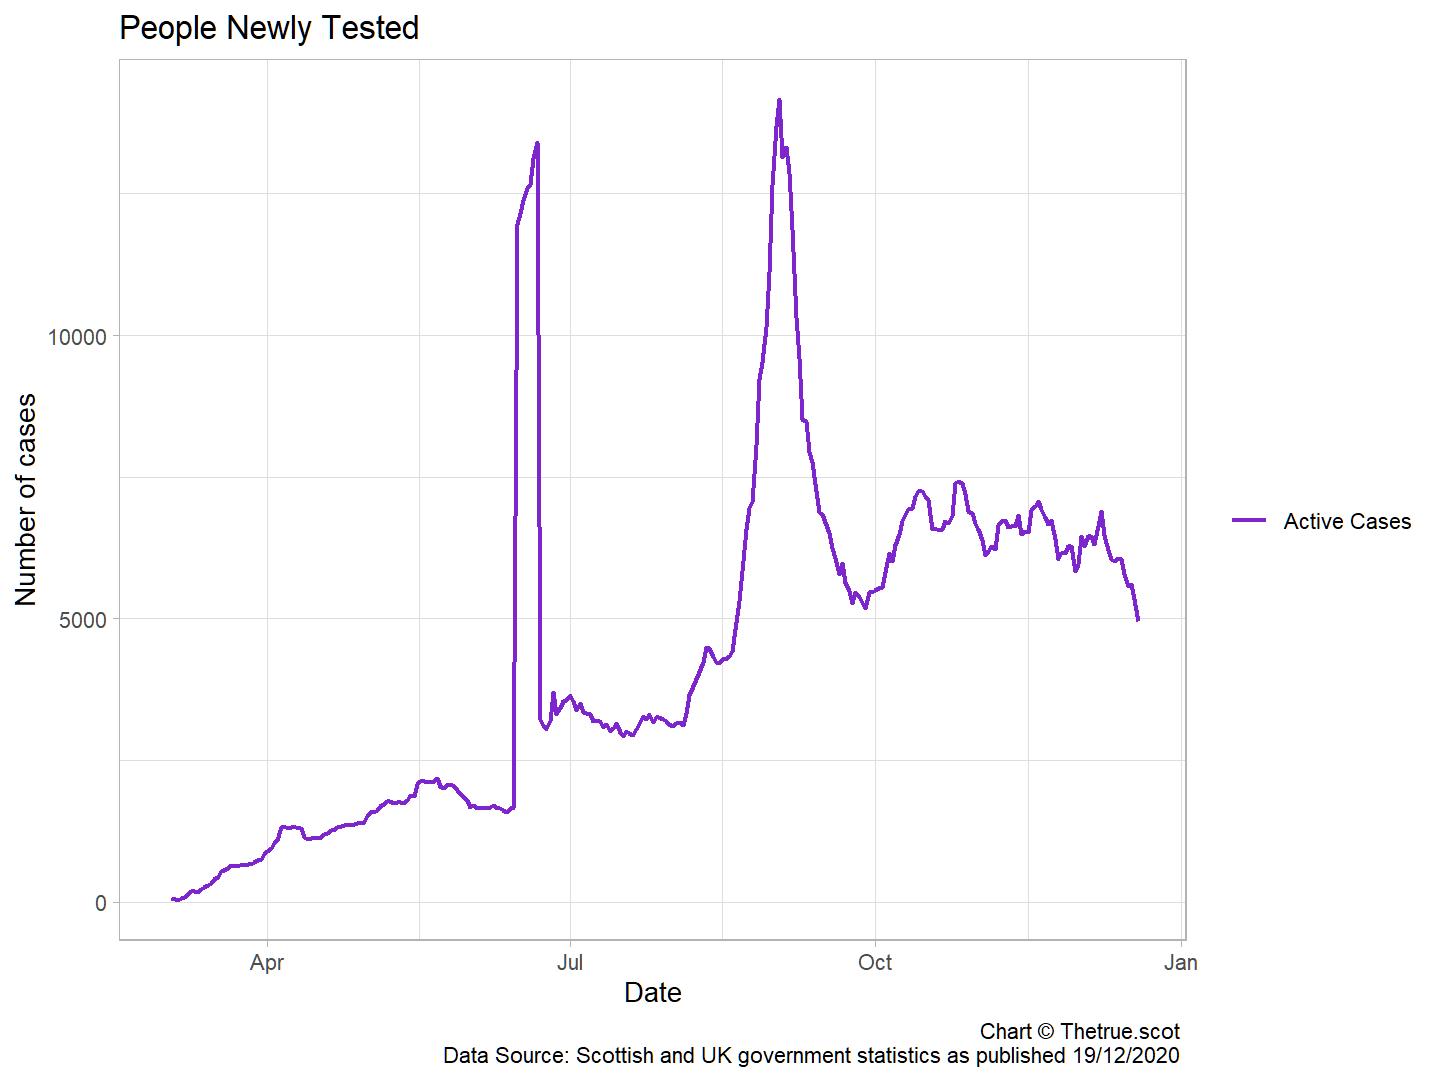 People Newly Tested
Number of cases
10000
5000
0
Apr
Jul
Oct
Jan
Date
Active Cases
Chart © Thetrue.scot
Data Source: Scottish and UK government statistics as published 19/12/2020